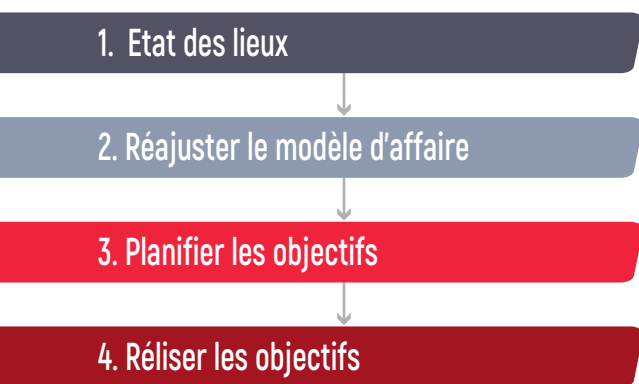 1. Etat des lieux
2. Réajuster le modèle d'affaire
3. Planifier les objectifs
4. Réliser les objectifs